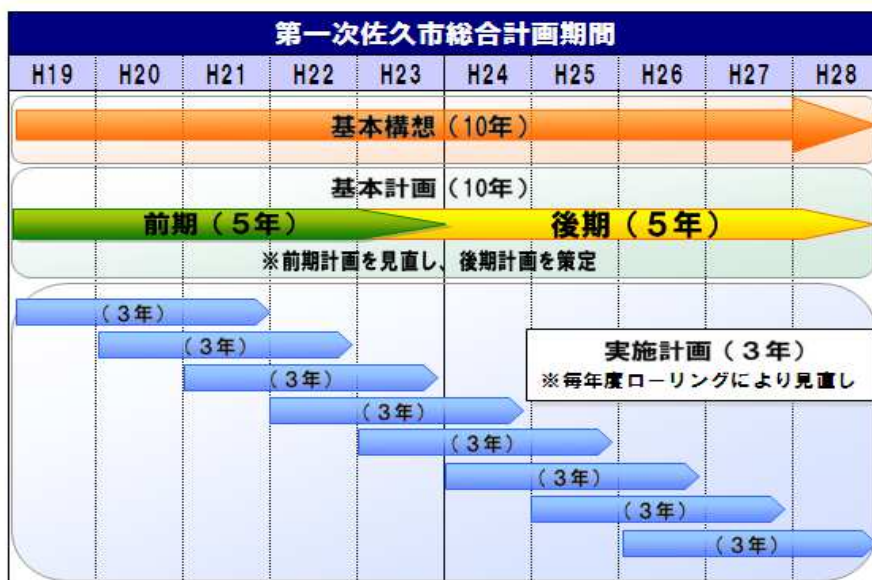 第一次佐久市総合計画期間
H19 H20 H21 H22 H23 H24 H25 H26 H27 H28
基本構想（10年）
基本計画（10年）
前期（５年） 後期（５年）
※前期計画を見直し、後期計画を策定
（３年）
（３年）
実施計画（３年）
（３年）
※毎年度ローリングにより見直し
（３年）
（３年）
（３年）
（３年）
（３年）